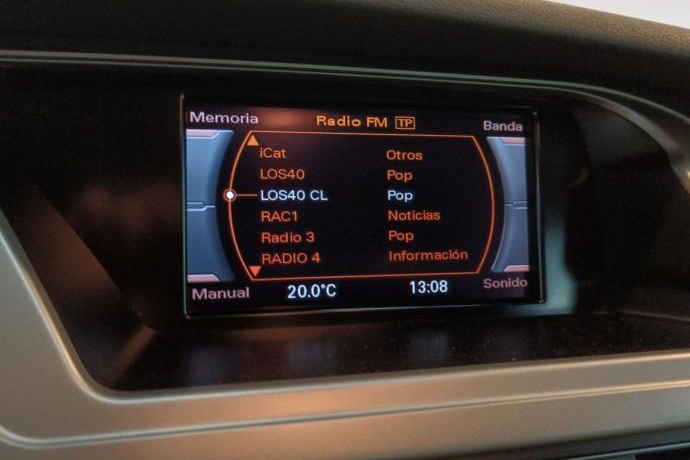 Memoria Radio FM TP Banda
iCat Otros
LOS40 Pop
LOS40 CL Pop
RAC1 Noticias
Radio 3 Pop
RADIO 4 Información
Manual 20.0°C 13:08 Sonido